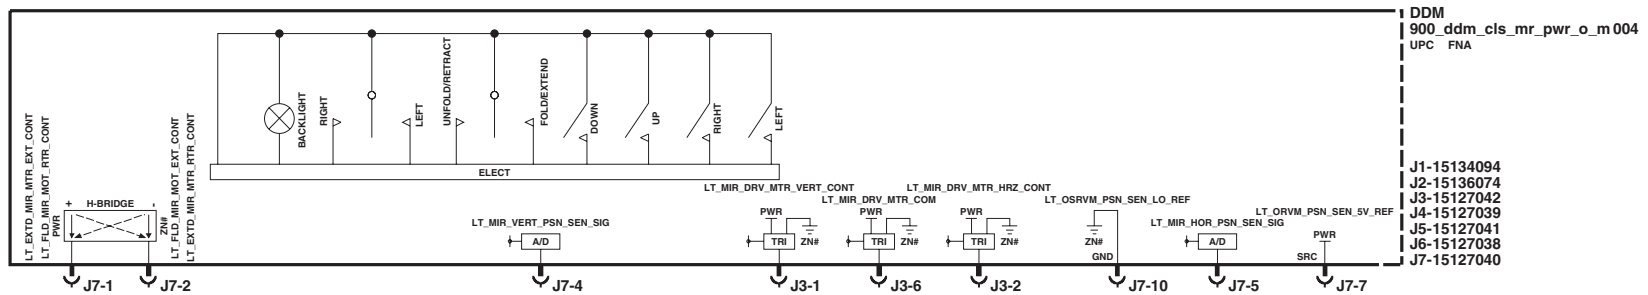 DDM
900_ddm_cls_mr_pwr_o_m 004
UPC FNA
BACKLIGHT
RIGHT
LEFT
UNFOLD/RETRACT
FOLD/EXTEND
DOWN
UP
RIGHT
LEFT
ELECT
LT_EXTD_MIR_MTR_EXT_CONT
LT_FLD_MIR_MOT_RTR_CONT
PWR
+ H-BRIDGE -
ZN#
LT_FLD_MIR_MOT_EXT_CONT
LT_EXTD_MIR_MTR_RTR_CONT
LT_MIR_VERT_PSN_SEN_SIG
A/D
LT_MIR_DRV_MTR_VERT_CONT
PWR
TRI
ZN#
LT_MIR_DRV_MTR_COM
PWR
TRI
ZN#
LT_MIR_DRV_MTR_HRZ_CONT
PWR
TRI
ZN#
LT_OSRVM_PSN_SEN_LO_REF
ZN#
GND
LT_MIR_HOR_PSN_SEN_SIG
A/D
LT_ORVM_PSN_SEN_5V_REF
PWR
SRC
J1-15134094
J2-15136074
J3-15127042
J4-15127039
J5-15127041
J6-15127038
J7-15127040
J7-1
J7-2
J7-4
J3-1
J3-6
J3-2
J7-10
J7-5
J7-7